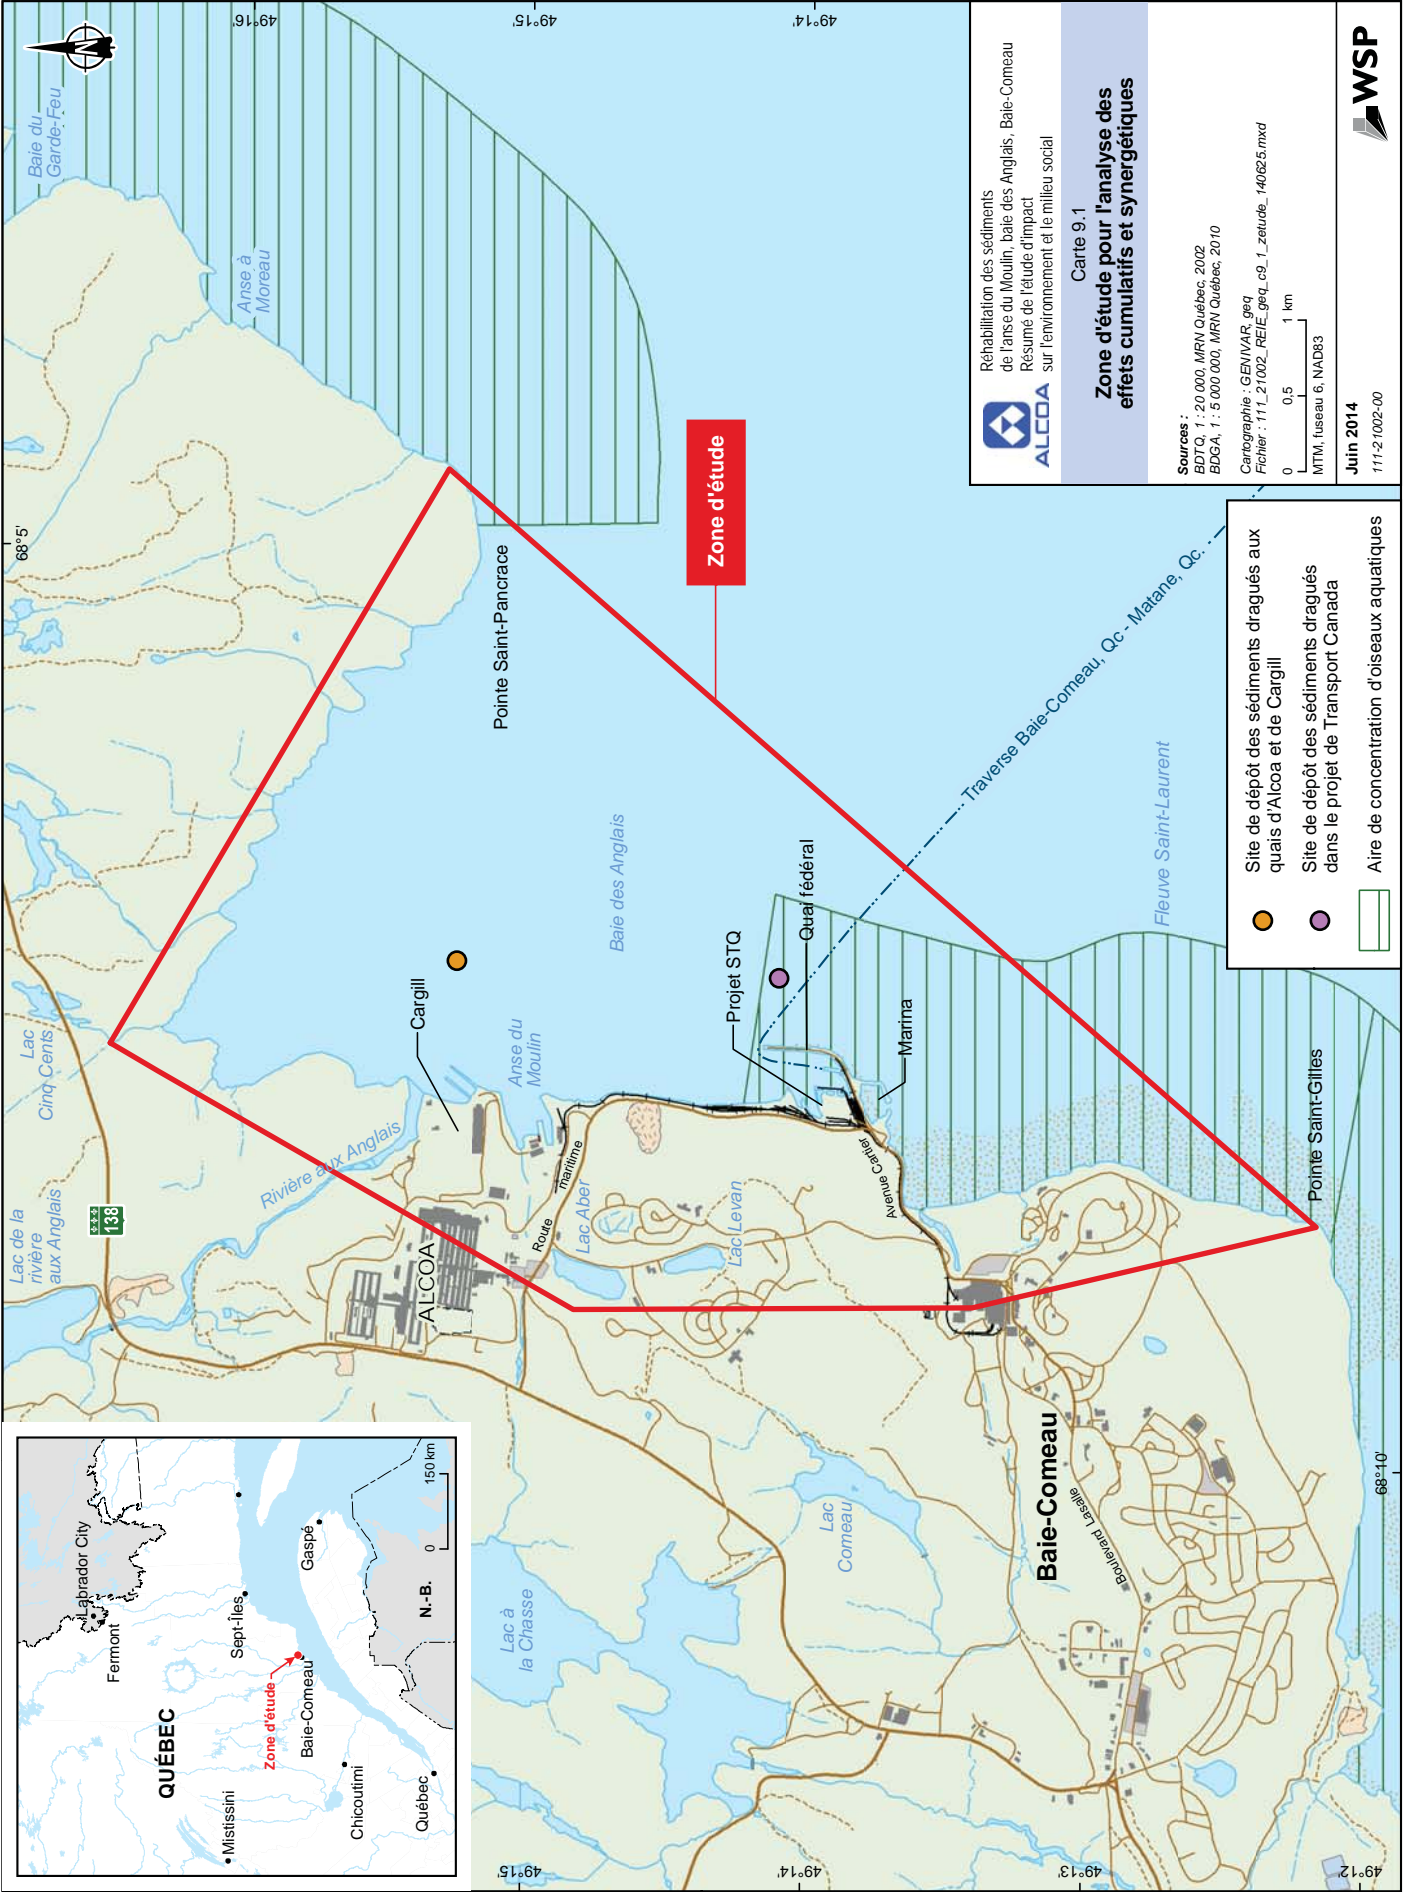 QUÉBEC
Labrador City
Fermont
Sept-Îles
Mistissini
Zone d'étude
Baie-Comeau
Gaspé
Chicoutimi
Québec
N.-B.
0 150 km
Lac de la
rivière
aux Anglais
138
Lac
Cinq Cents
68°5'
Baie du
Garde-Feu
N
49°16'
Anse à
Moreau
Rivière aux Anglais
Cargill
ALCOA
Pointe Saint-Pancrace
Anse du
Moulin
49°15'
49°15'
Route
maritime
Lac Aber
Baie des Anglais
Lac à
la Chasse
Zone d'étude
Lac Levan
Projet STQ
Quai fédéral
49°14'
49°14'
Lac
Comeau
Marina
Avenue Cartier
Traverse Baie-Comeau, Qc - Matane, Qc.
Baie-Comeau
Boulevard Lasalle
49°13'
Fleuve Saint-Laurent
Pointe Saint-Gilles
68°10'
49°12'
Site de dépôt des sédiments dragués aux
quais d'Alcoa et de Cargill
Site de dépôt des sédiments dragués
dans le projet de Transport Canada
Aire de concentration d'oiseaux aquatiques
ALCOA
Réhabilitation des sédiments
de l'anse du Moulin, baie des Anglais, Baie-Comeau
Résumé de l'étude d'impact
sur l'environnement et le milieu social
Carte 9.1
Zone d'étude pour l'analyse des
effets cumulatifs et synergétiques
Sources :
BDTQ, 1 : 20 000, MRN Québec, 2002
BDGA, 1 : 5 000 000, MRN Québec, 2010
Cartographie : GENIVAR, geq
Fichier : 111_21002_REIE_geq_c9_1_zetude_140625.mxd
0 0,5 1 km
MTM, fuseau 6, NAD83
Juin 2014
111-21002-00
WSP